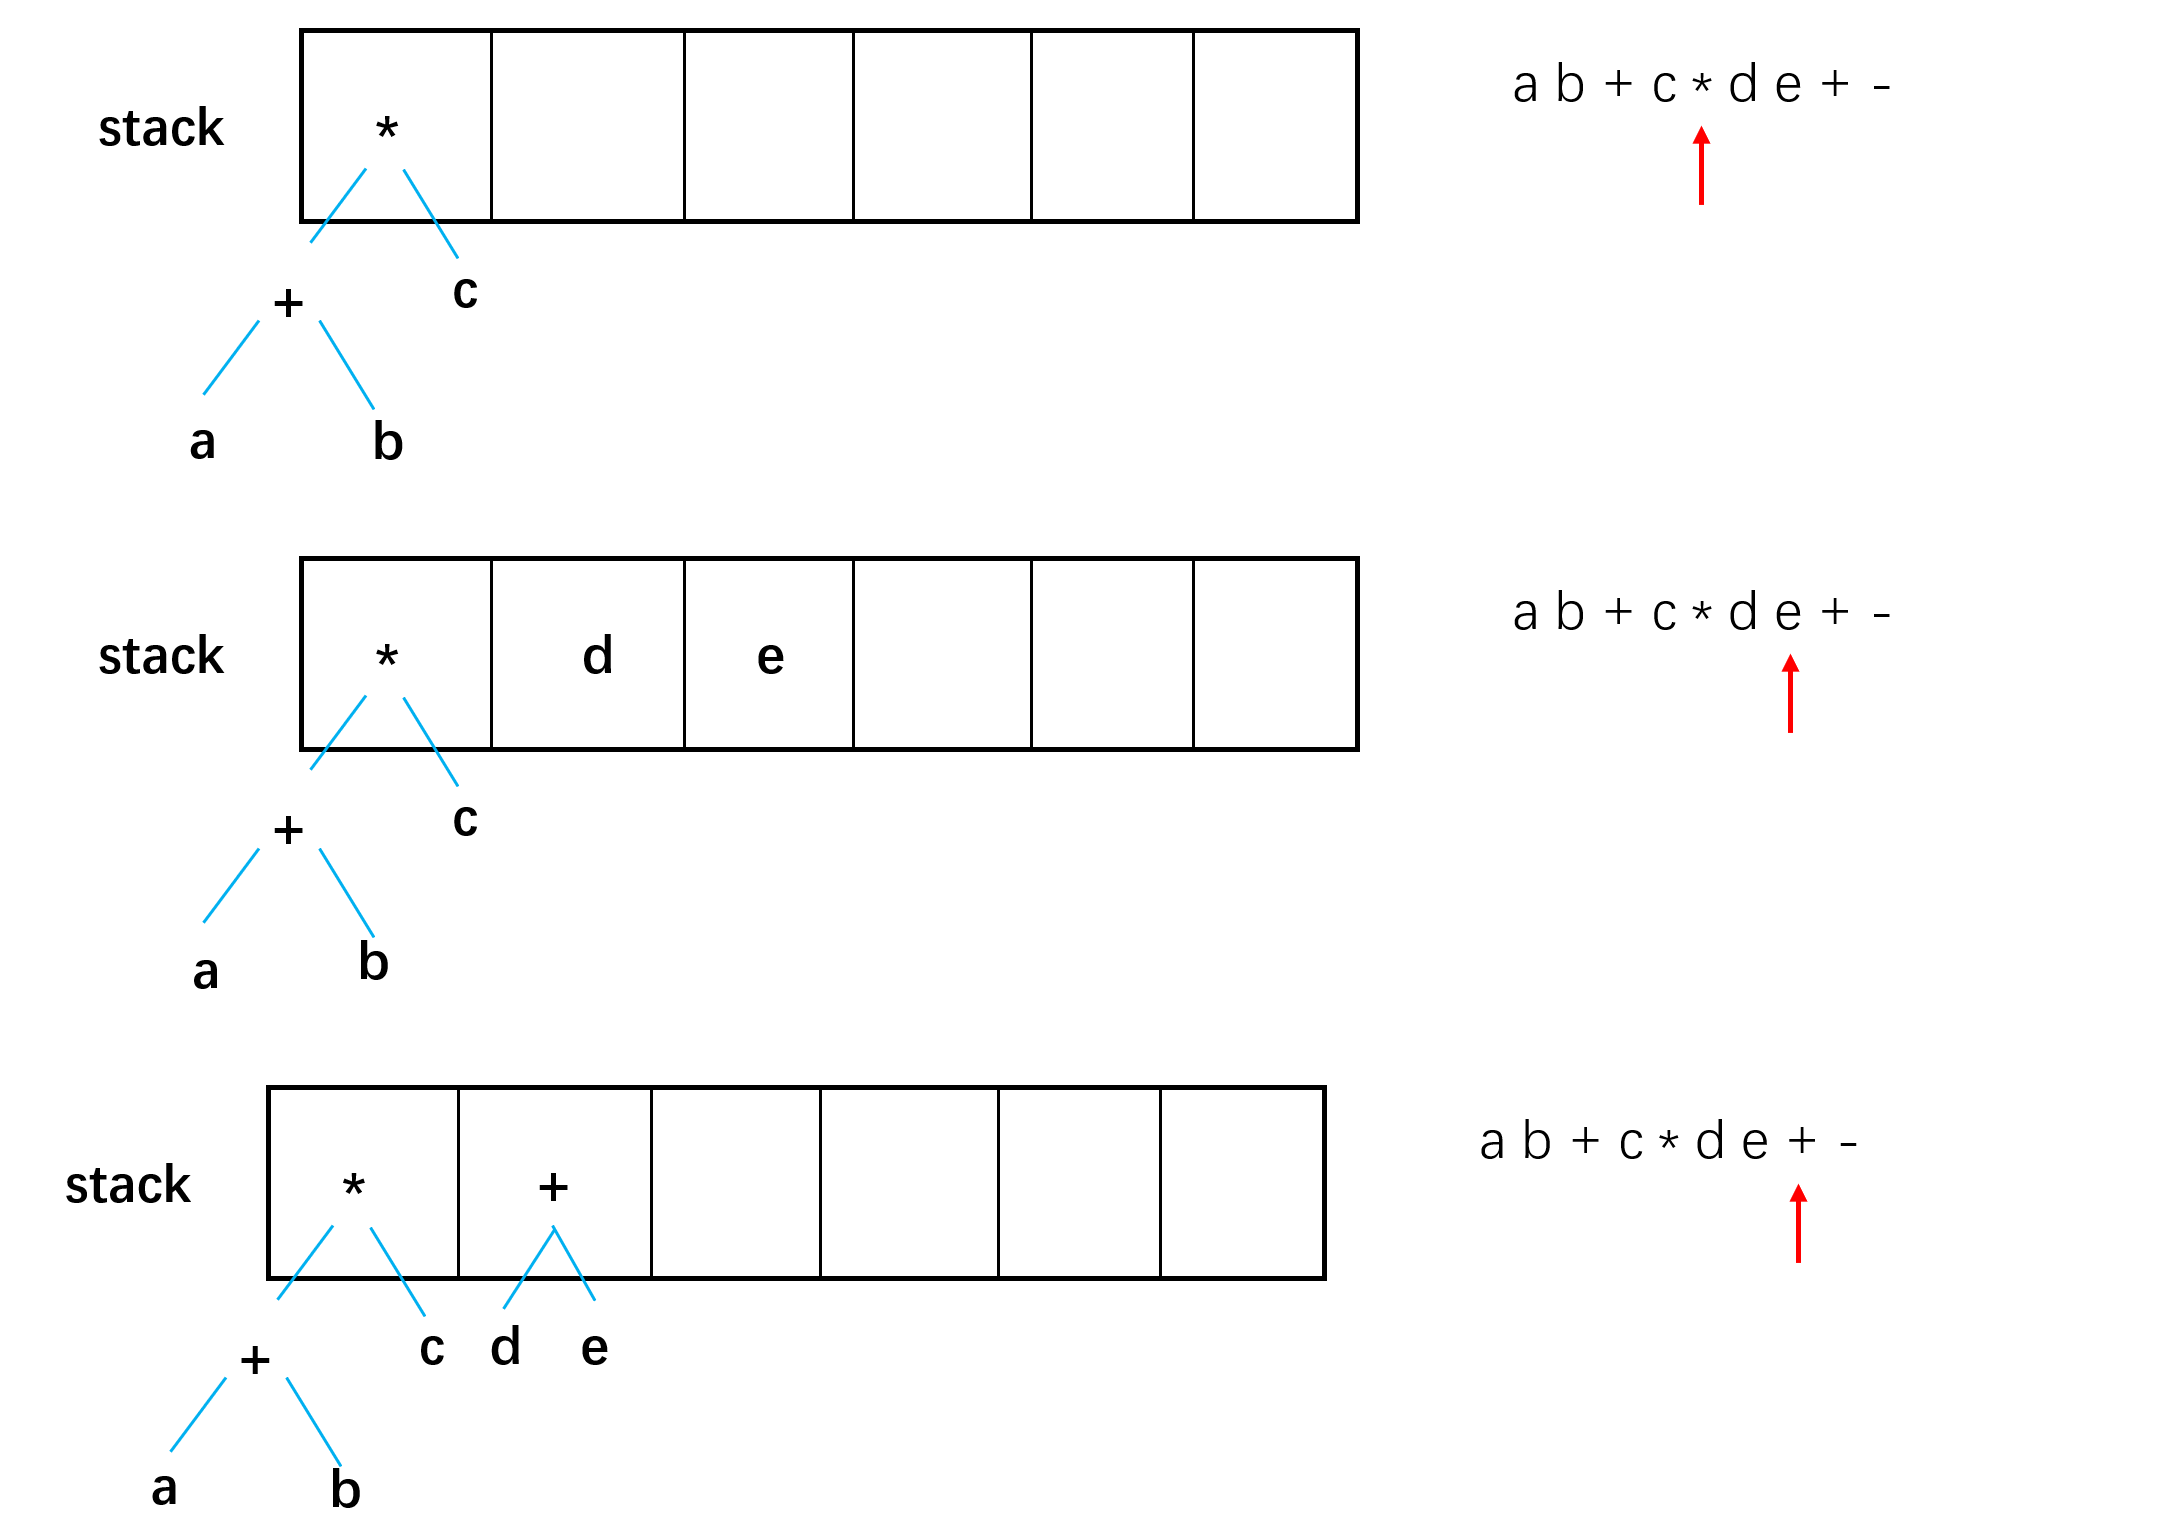 a b + c * d e + -
stack * 
+ c
a b
a b + c * d e + -
stack * d e
+ c
a b
a b + c * d e + -
stack * +
+ c d e
a b